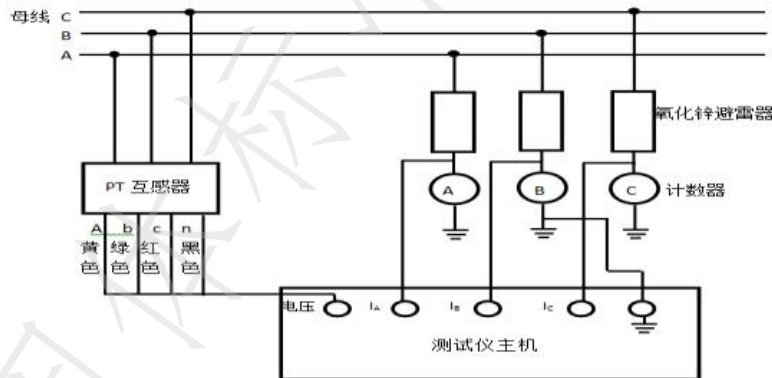 母线 C
B
A
氧化锌避雷器
PT 互感器
A B C 计数器
A b c n
黄色 绿色 红色 黑色
电压 IA IB IC
测试仪主机